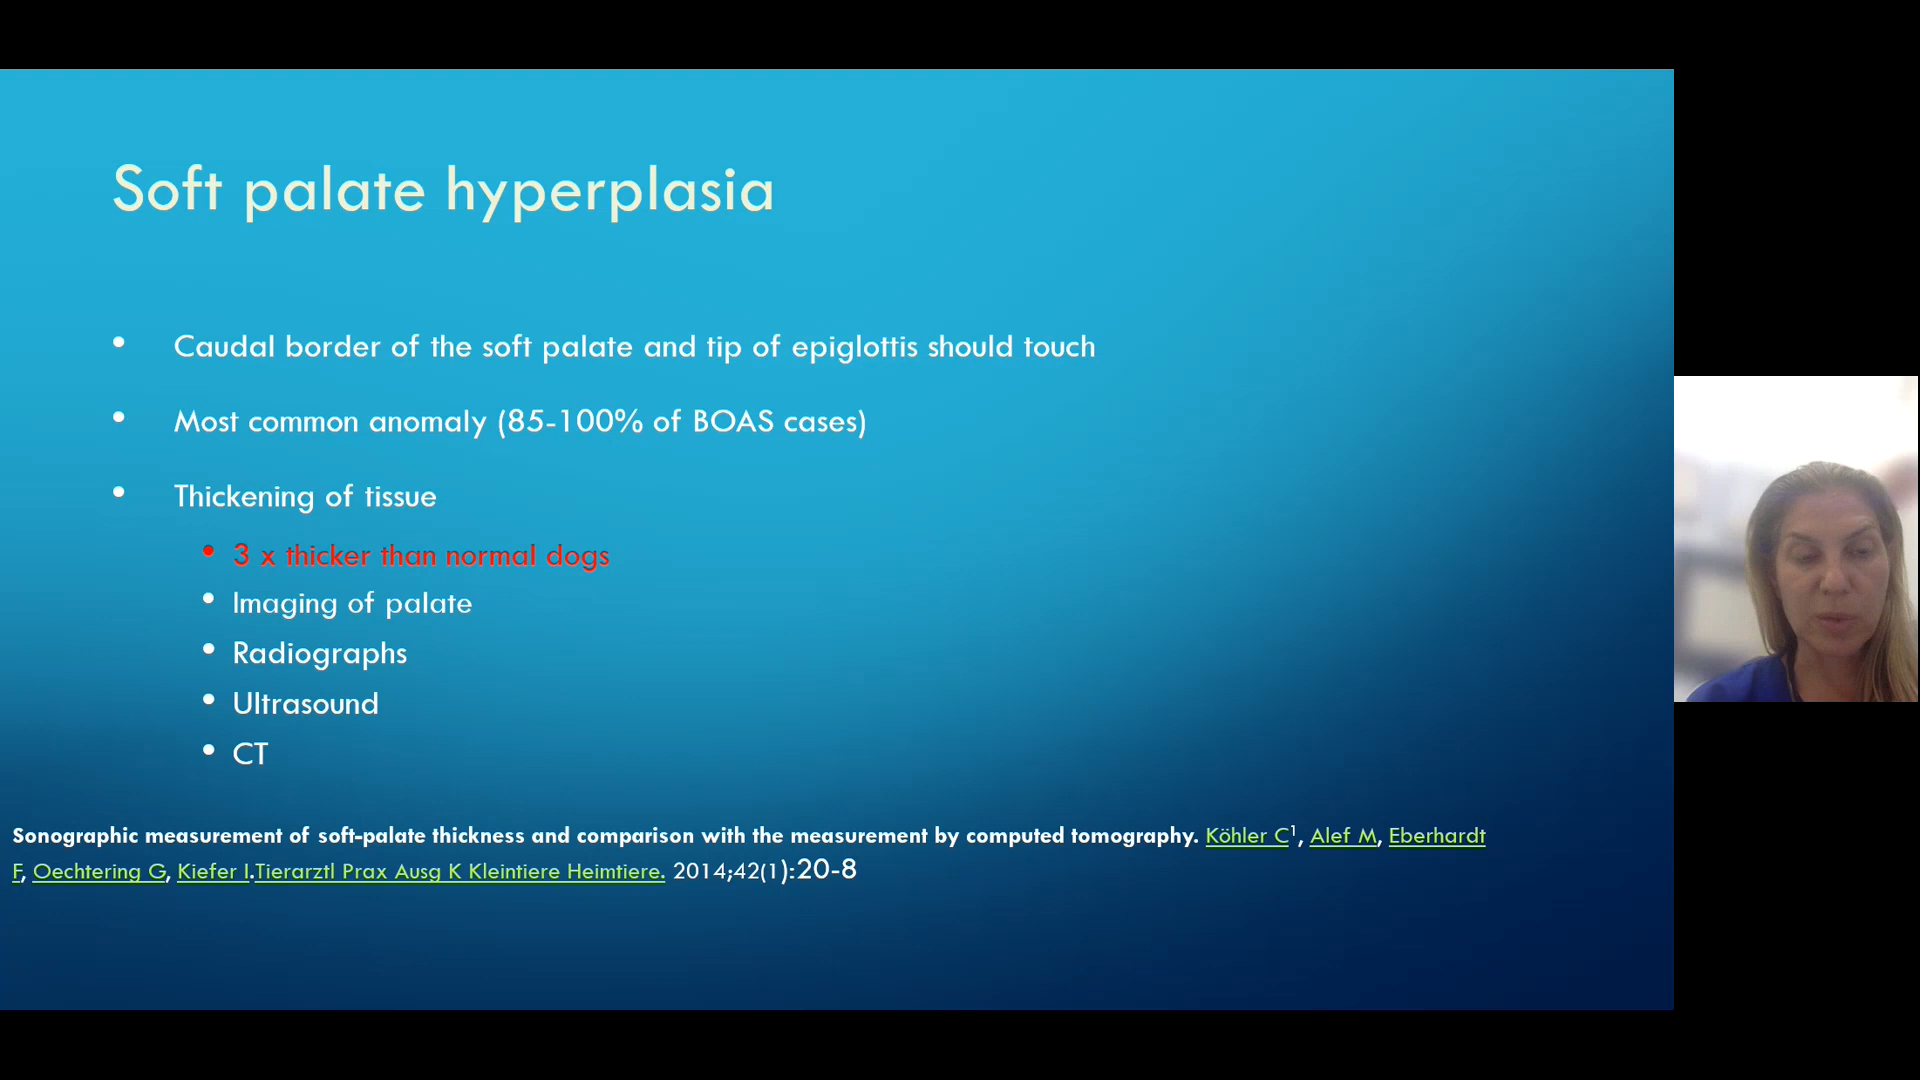 Soft palate hyperplasia
• Caudal border of the soft palate and tip of epiglottis should touch
• Most common anomaly (85-100% of BOAS cases)
• Thickening of tissue
• 3 x thicker than normal dogs
• Imaging of palate
• Radiographs
• Ultrasound
• CT
Sonographic measurement of soft-palate thickness and comparison with the measurement by computed tomography. Köhler C¹, Alef M, Eberhardt
F, Oechtering G, Kiefer I.Tierarztl Prax Ausg K Kleintiere Heimtiere. 2014;42(1):20-8